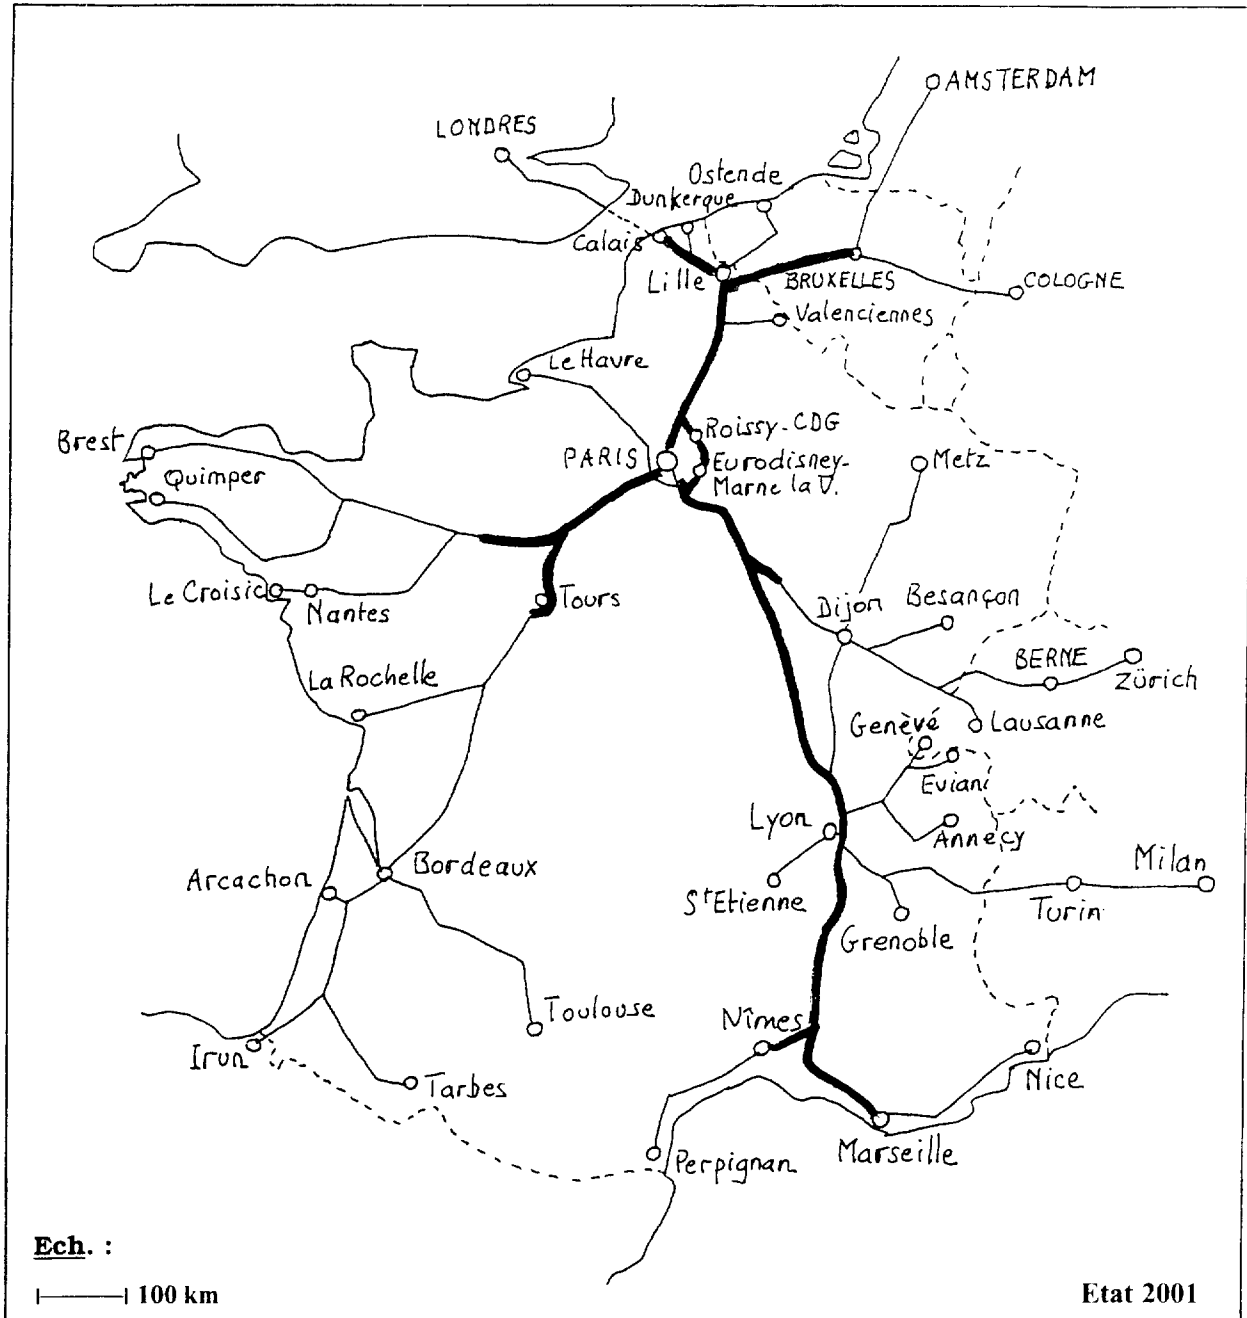 AMSTERDAM
LONDRES
Ostende
Dunkerque
Calais
Lille
BRUXELLES
COLOGNE
Valenciennes
Le Havre
Roissy-CDG
PARIS
Eurodisney-
Marne la V.
Metz
Brest
Quimper
Le Croisic
Nantes
Tours
Dijon
Besançon
BERNE
Zürich
La Rochelle
Genèvé
Lausanne
Eviani
Lyon
Annecy
Milan
Bordeaux
Arcachon
St Etienne
Turin
Grenoble
Toulouse
Nîmes
Irun
Tarbes
Nice
Perpignan
Marseille
Ech. :
100 km
Etat 2001